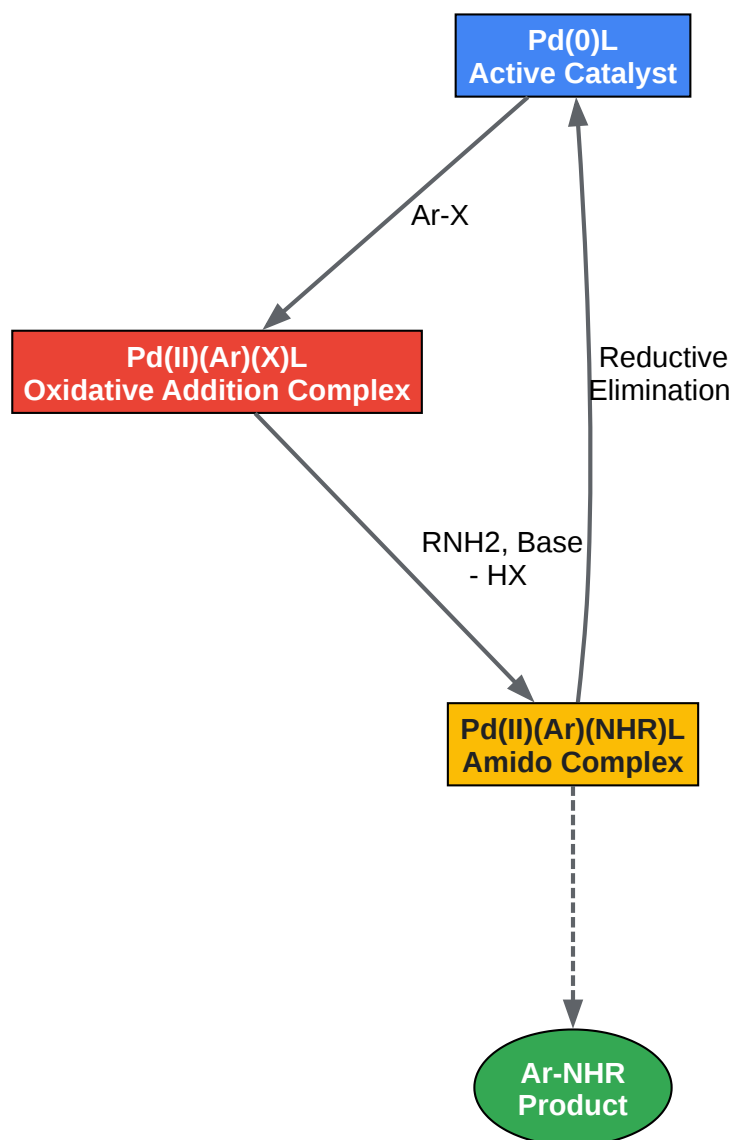 Pd(0)L
Active Catalyst
Ar-X
Pd(II)(Ar)(X)L
Oxidative Addition Complex
Reductive
Elimination
RNH2, Base
- HX
Pd(II)(Ar)(NHR)L
Amido Complex
Ar-NHR
Product